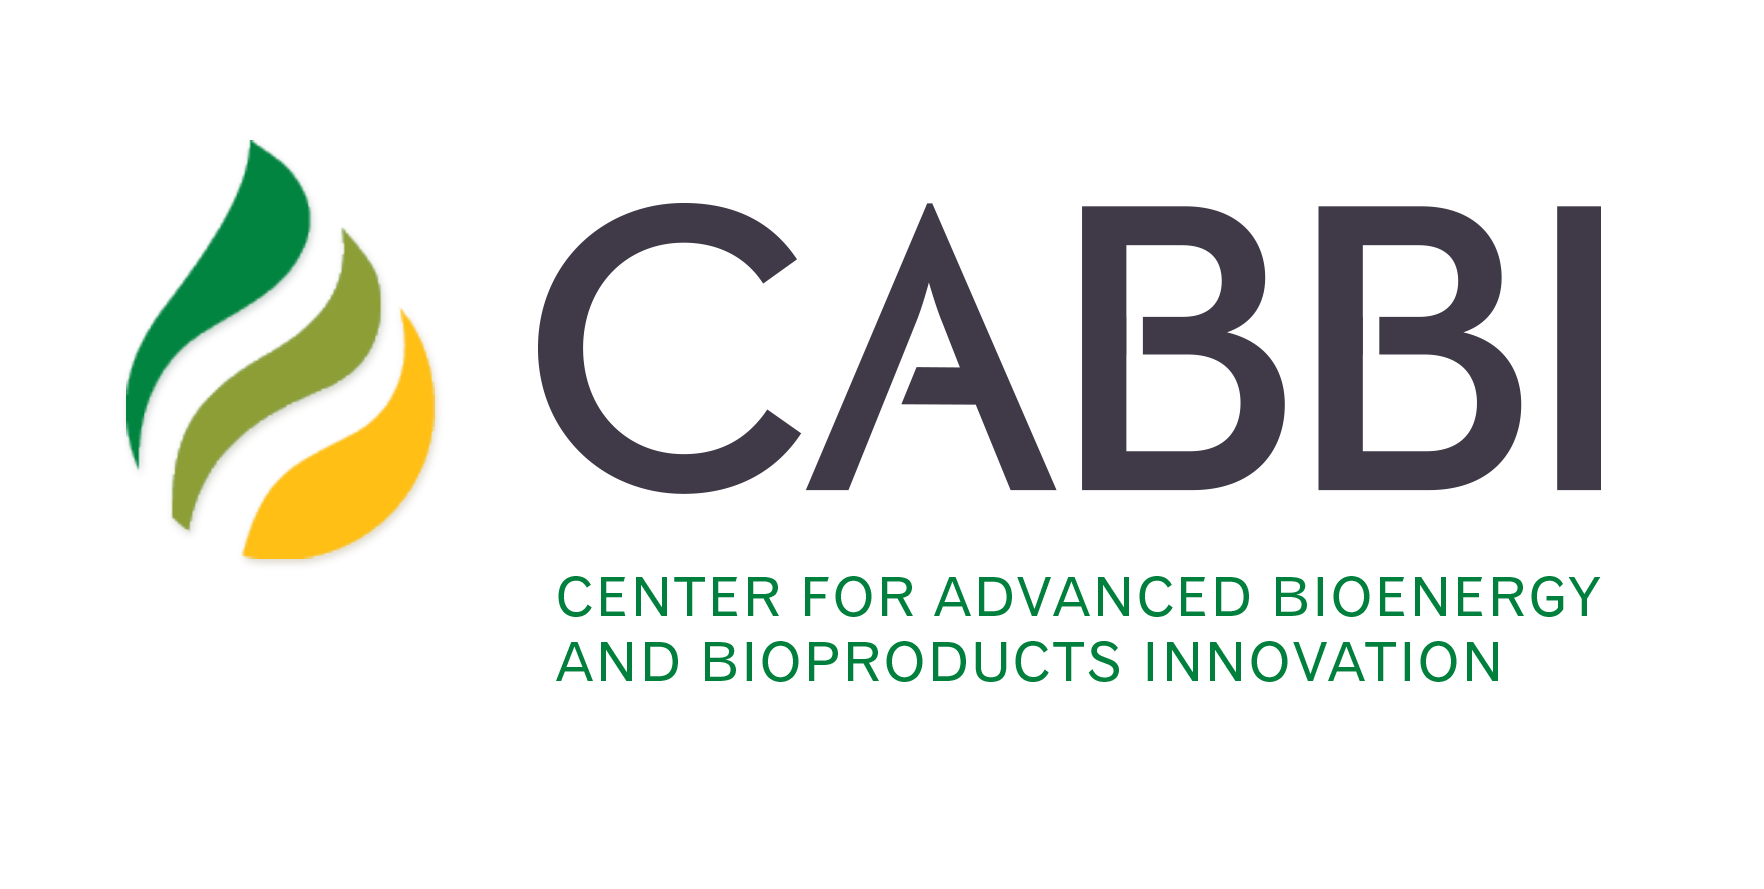 CABBI
CENTER FOR ADVANCED BIOENERGY
AND BIOPRODUCTS INNOVATION